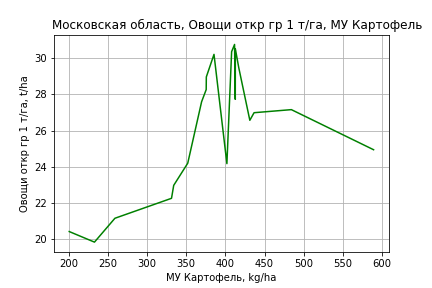 Московская область, Овощи откр гр 1 т/га, МУ Картофель
Овощи откр гр 1 т/га, t/ha
30
28
26
24
22
20
200 250 300 350 400 450 500 550 600
МУ Картофель, kg/ha